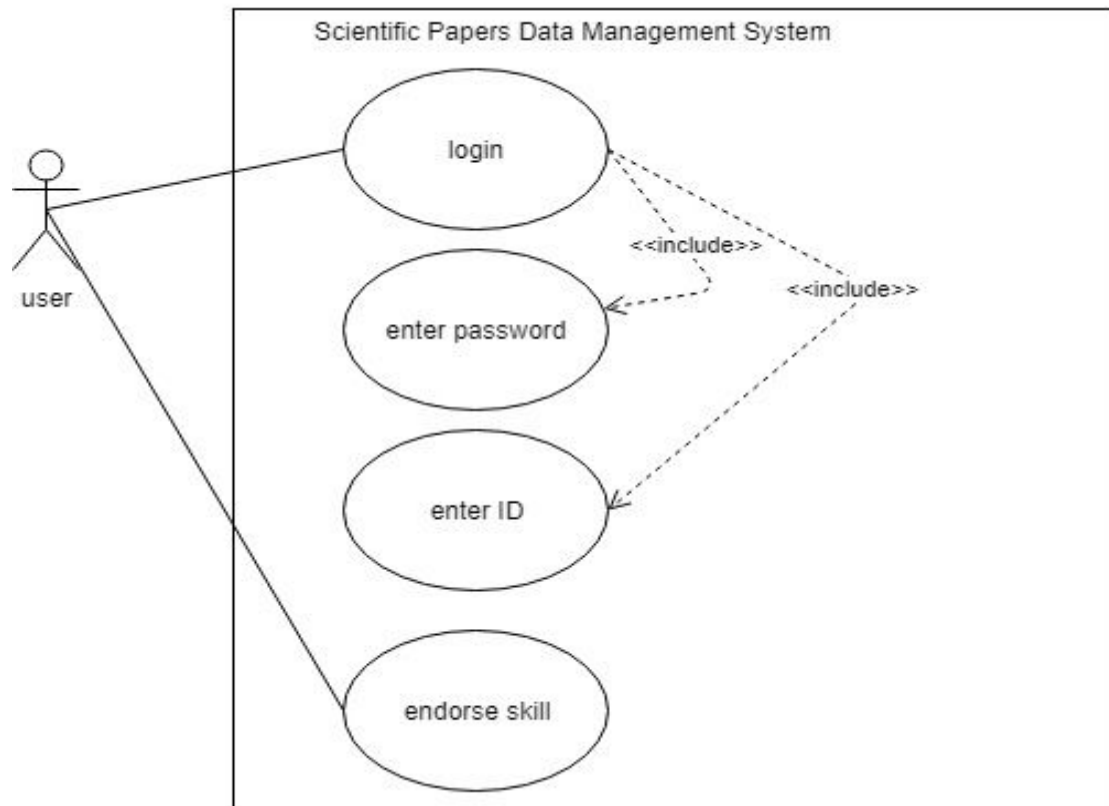 Scientific Papers Data Management System
login
<<include>>
<<include>>
user
enter password
enter ID
endorse skill